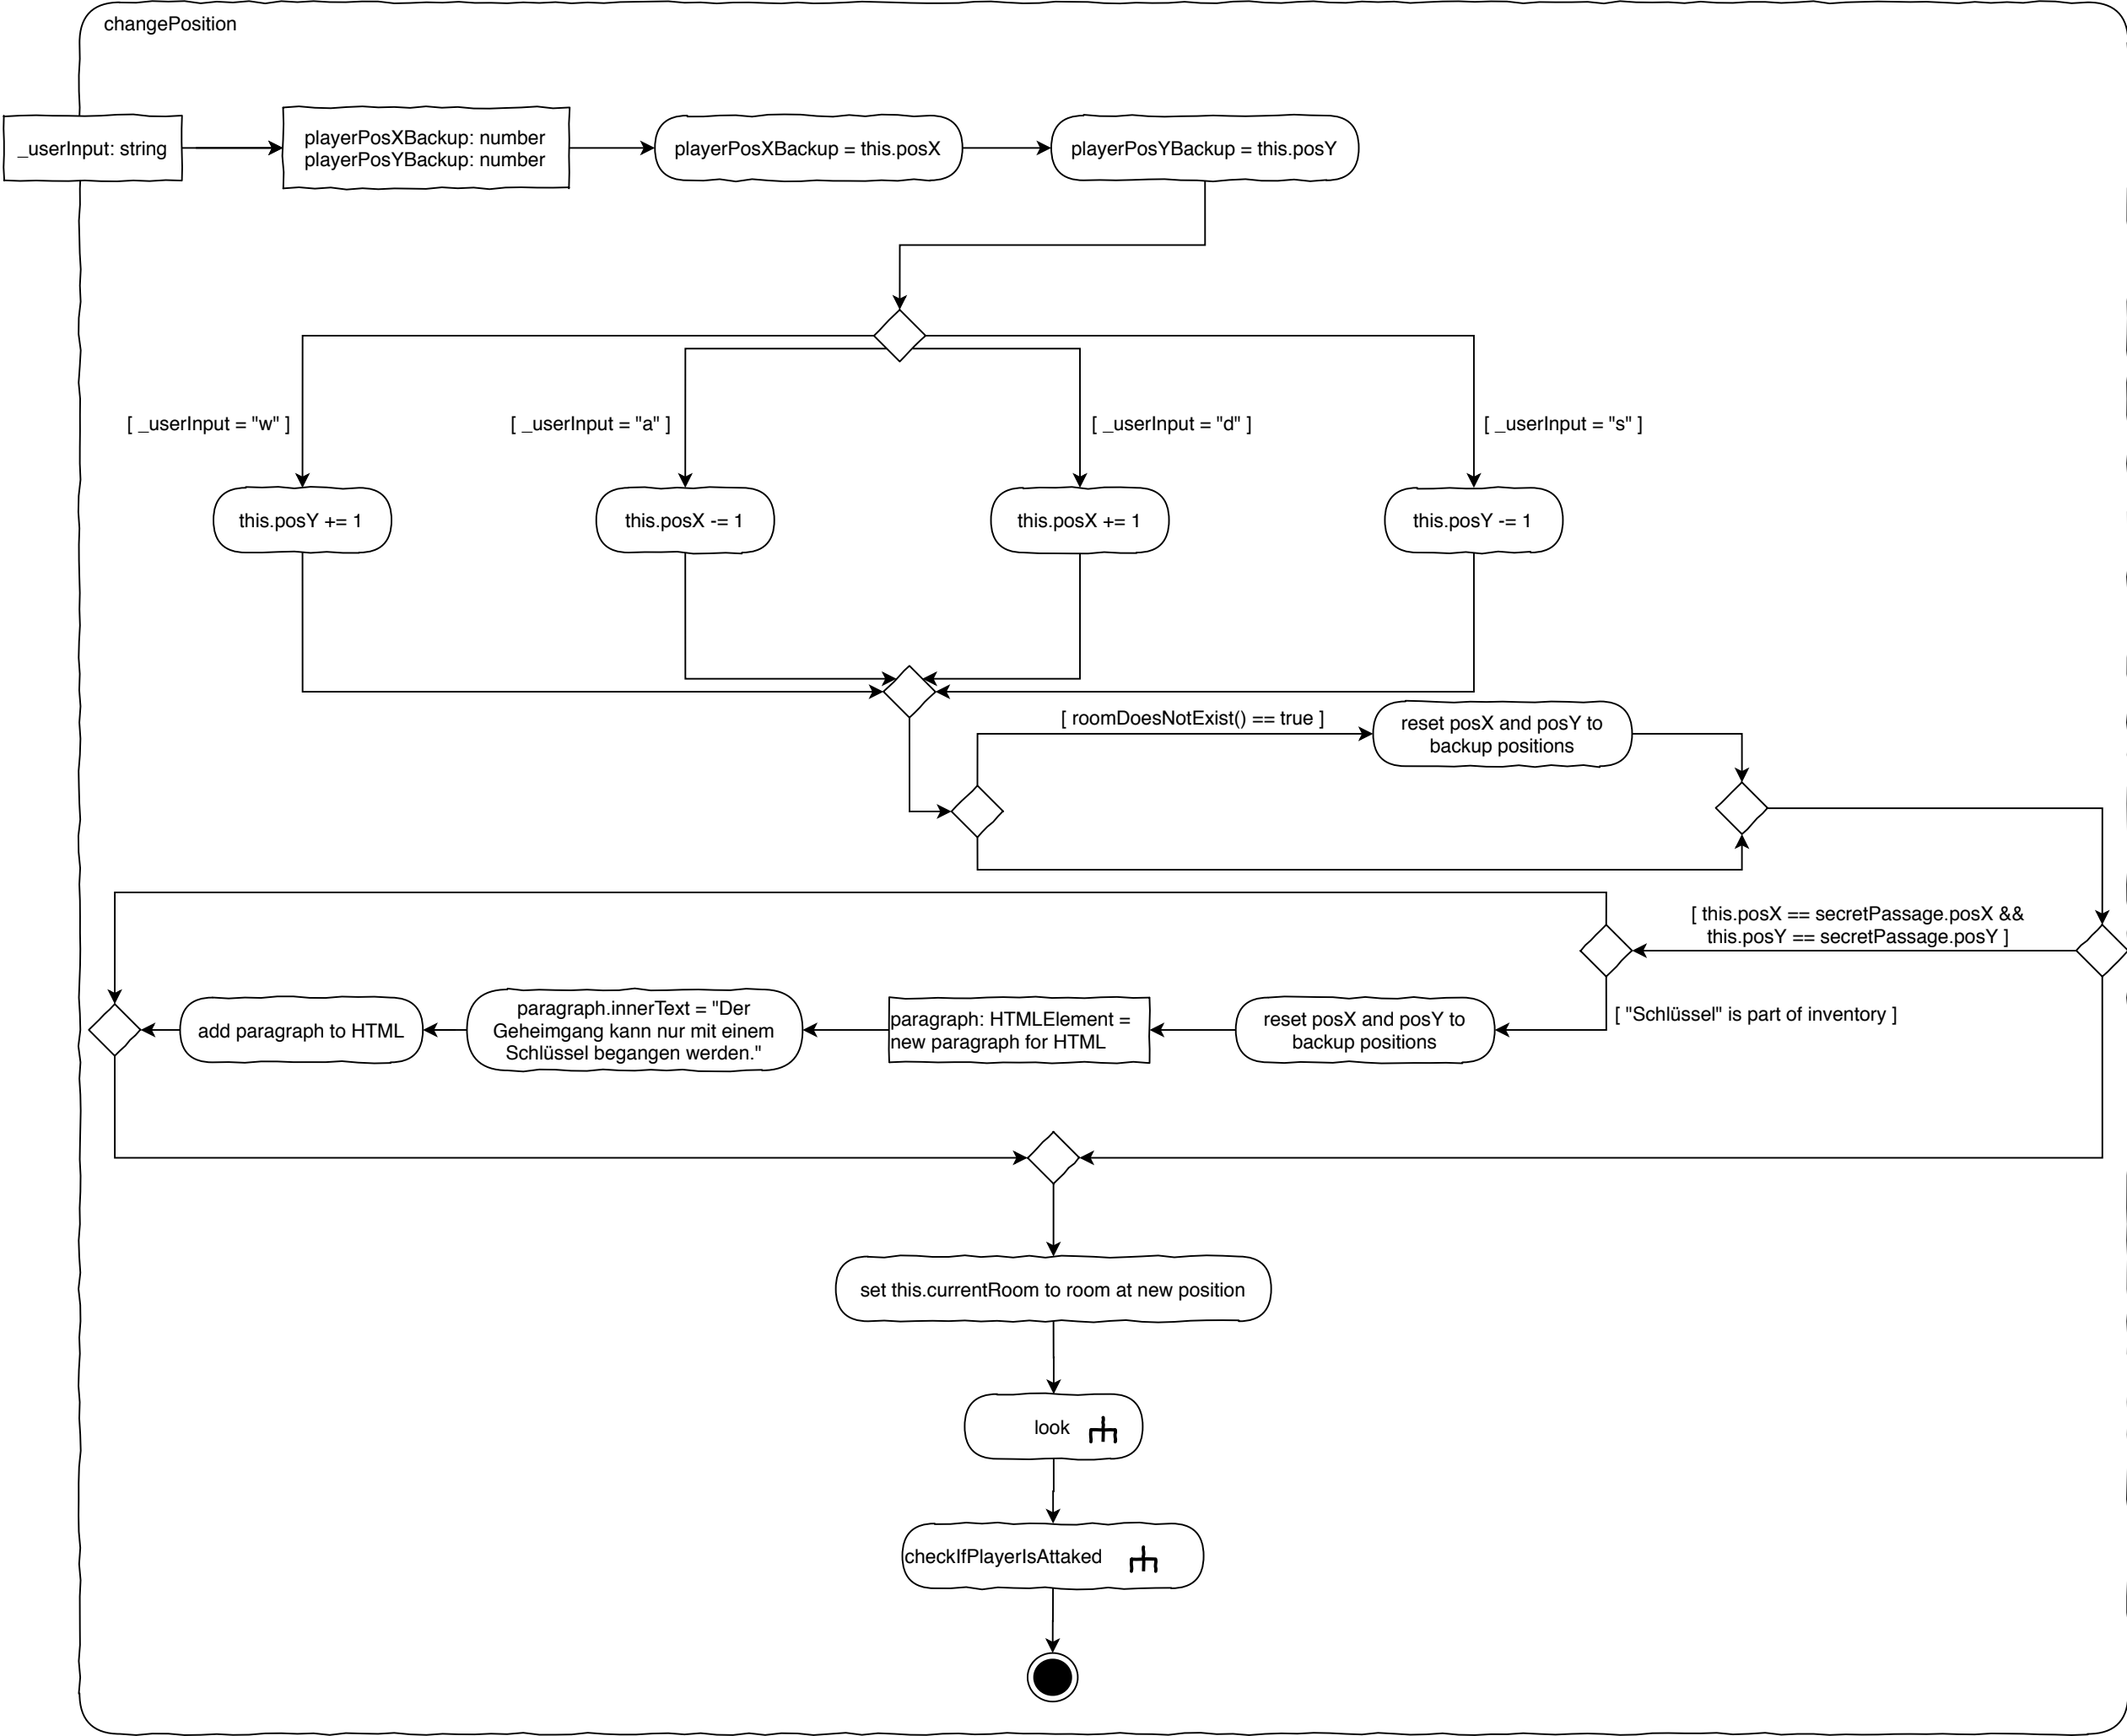 changePosition
_userInput: string
playerPosXBackup: number
playerPosYBackup: number
playerPosXBackup = this.posX
playerPosYBackup = this.posY
[ _userInput = "w" ]
[ _userInput = "a" ]
[ _userInput = "d" ]
[ _userInput = "s" ]
this.posY += 1
this.posX -= 1
this.posX += 1
this.posY -= 1
[ roomDoesNotExist() == true ]
reset posX and posY to
backup positions
[ this.posX == secretPassage.posX &&
this.posY == secretPassage.posY ]
[ "Schlüssel" is part of inventory ]
reset posX and posY to
backup positions
paragraph: HTMLElement =
new paragraph for HTML
paragraph.innerText = "Der
Geheimgang kann nur mit einem
Schlüssel begangen werden."
add paragraph to HTML
set this.currentRoom to room at new position
look
checkIfPlayerIsAttaked